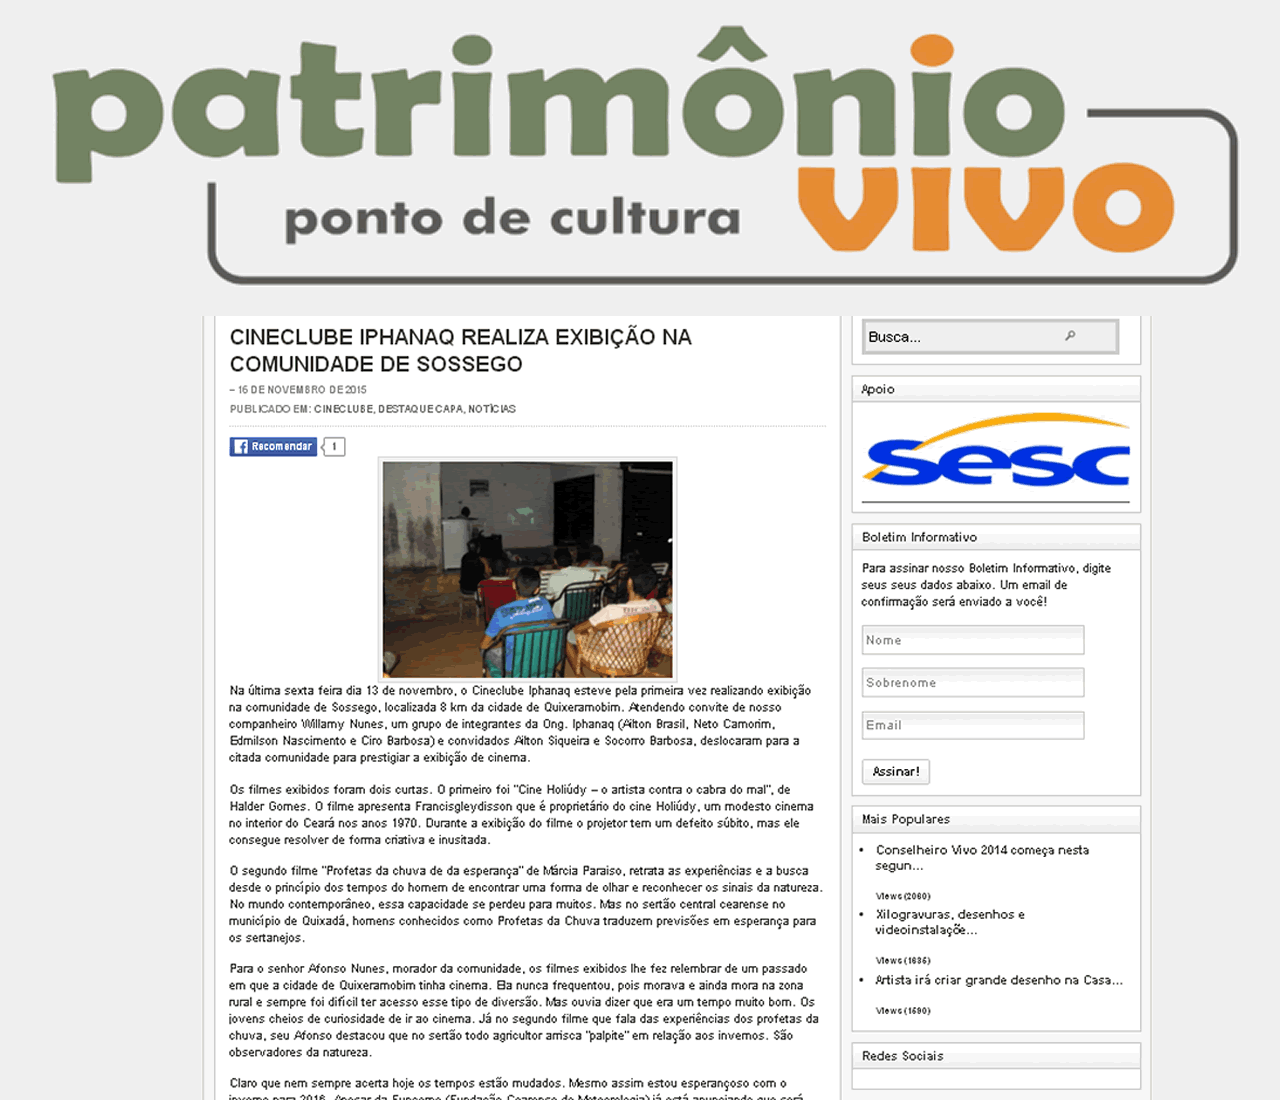 patrimônio
vivo
ponto de cultura
CINECLUBE IPHANAQ REALIZA EXIBIÇÃO NA
COMUNIDADE DE SOSSEGO
– 16 DE NOVEMBRO DE 2015
PUBLICADO EM: CINECLUBE, DESTAQUE CAPA, NOTÍCIAS
Recomendar 1
Na última sexta feira dia 13 de novembro, o Cineclube Iphanaq esteve pela primeira vez realizando exibição
na comunidade de Sossego, localizada 8 km da cidade de Quixeramobim. Atendendo convite de nosso
companheiro Willamy Nunes, um grupo de integrantes da Ong. Iphanaq (Ailton Brasil, Neto Camorim,
Edmilson Nascimento e Ciro Barbosa) e convidados Ailton Siqueira e Socorro Barbosa, deslocaram para a
citada comunidade para prestigiar a exibição de cinema.
Os filmes exibidos foram dois curtas. O primeiro foi "Cine Holiúdy – o artista contra o cabra do mal", de
Halder Gomes. O filme apresenta Francisgleydisson que é proprietário do cine Holiúdy, um modesto cinema
no interior do Ceará nos anos 1970. Durante a exibição do filme o projetor tem um defeito súbito, mas ele
consegue resolver de forma criativa e inusitada.
O segundo filme "Profetas da chuva de da esperança" de Márcia Paraiso, retrata as experiências e a busca
desde o princípio dos tempos do homem de encontrar uma forma de olhar e reconhecer os sinais da natureza.
No mundo contemporâneo, essa capacidade se perdeu para muitos. Mas no sertão central cearense no
município de Quixadá, homens conhecidos como Profetas da Chuva traduzem previsões em esperança para
os sertanejos.
Para o senhor Afonso Nunes, morador da comunidade, os filmes exibidos lhe fez relembrar de um passado
em que a cidade de Quixeramobim tinha cinema. Ela nunca frequentou, pois morava e ainda mora na zona
rural e sempre foi difícil ter acesso esse tipo de diversão. Mas ouvia dizer que era um tempo muito bom. Os
jovens cheios de curiosidade de ir ao cinema. Já no segundo filme que fala das experiências dos profetas da
chuva, seu Afonso destacou que no sertão todo agricultor arrisca "palpite" em relação aos invernos. São
observadores da natureza.
Claro que nem sempre acerta hoje os tempos estão mudados. Mesmo assim estou esperançoso com o
inverno para 2016. Apesar da Funceme (Fundação Cearense de Meteorologia) já está anunciando que será
Busca...
Apoio
sesc
Boletim Informativo
Para assinar nosso Boletim Informativo, digite
seus seus dados abaixo. Um email de
confirmação será enviado a você!
Nome
Sobrenome
Email
Assinar!
Mais Populares
• Conselheiro Vivo 2014 começa nesta
segun...
Views (2060)
• Xilogravuras, desenhos e
videoinstalaçõe...
Views (1635)
• Artista irá criar grande desenho na Casa...
Views (1590)
Redes Sociais